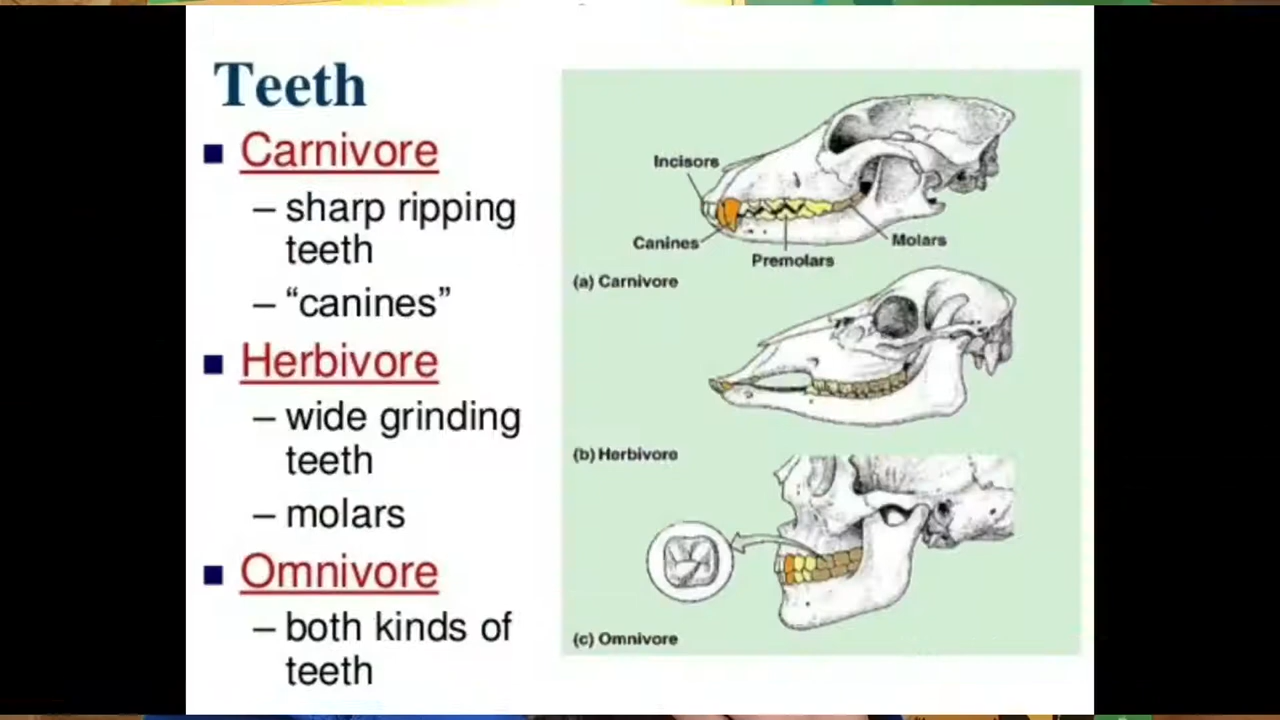 Teeth
■ Carnivore
– sharp ripping
teeth
– “canines”
■ Herbivore
– wide grinding
teeth
– molars
■ Omnivore
– both kinds of
teeth
Incisors
Canines
Premolars
Molars
(a) Carnivore
(b) Herbivore
(c) Omnivore